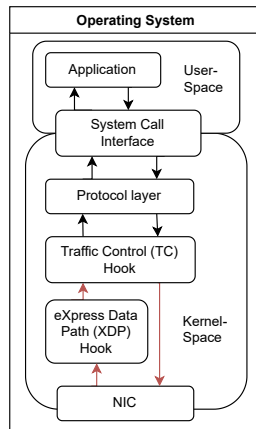 Operating System
Application
User-
Space
System Call
Interface
Protocol layer
Traffic Control (TC)
Hook
eXpress Data
Path (XDP)
Hook
Kernel-
Space
NIC